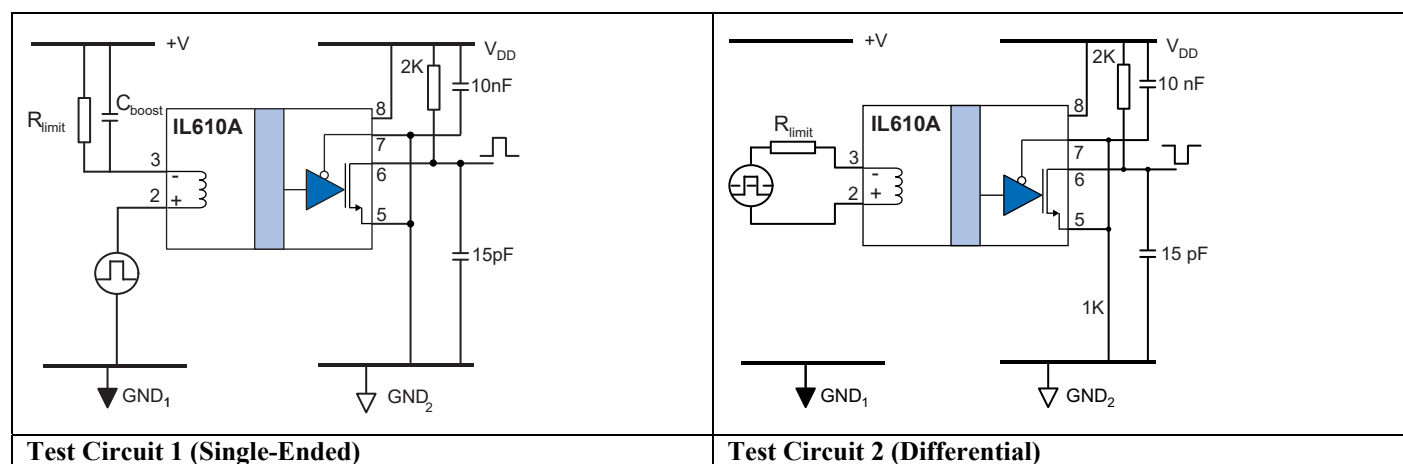 +V
V_DD
2K
10nF
C_boost
R_limit
IL610A
8
7
3
-
6
2
+
5
15pF
GND_1
GND_2
Test Circuit 1 (Single-Ended)
+V
V_DD
2K
10 nF
8
R_limit
IL610A
7
3
-
6
2
+
5
15 pF
1K
GND_1
GND_2
Test Circuit 2 (Differential)